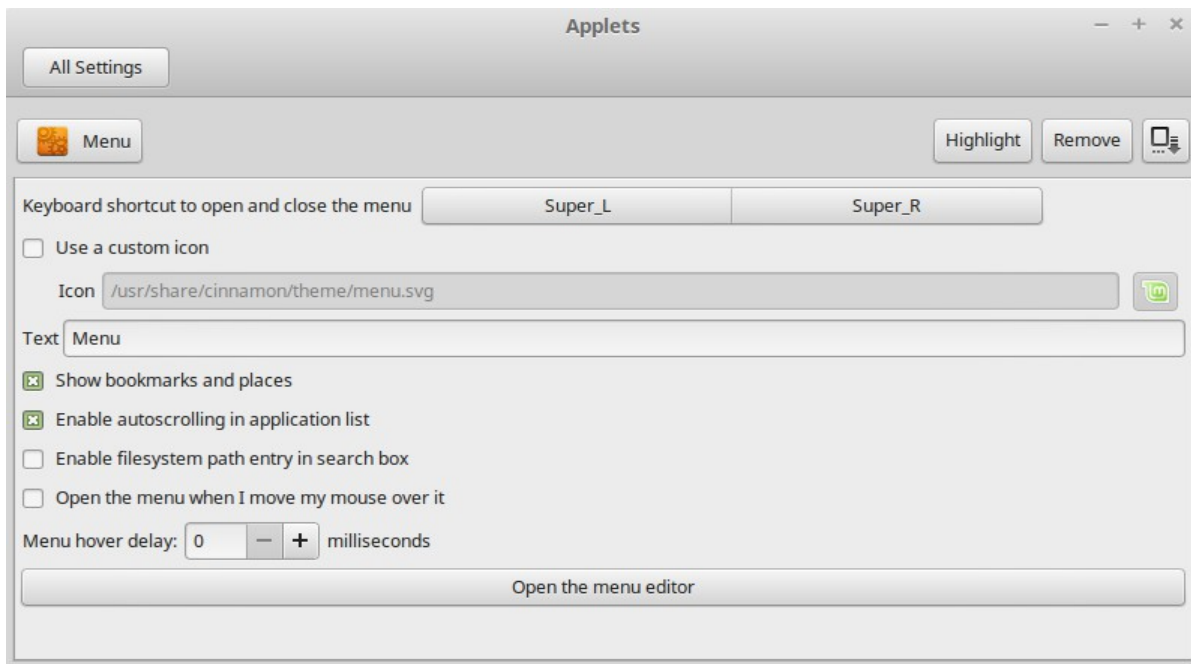 Applets
All Settings
Menu Highlight Remove
Keyboard shortcut to open and close the menu Super_L Super_R
Use a custom icon
Icon /usr/share/cinnamon/theme/menu.svg
Text Menu
Show bookmarks and places
Enable autoscrolling in application list
Enable filesystem path entry in search box
Open the menu when I move my mouse over it
Menu hover delay: 0 milliseconds
Open the menu editor